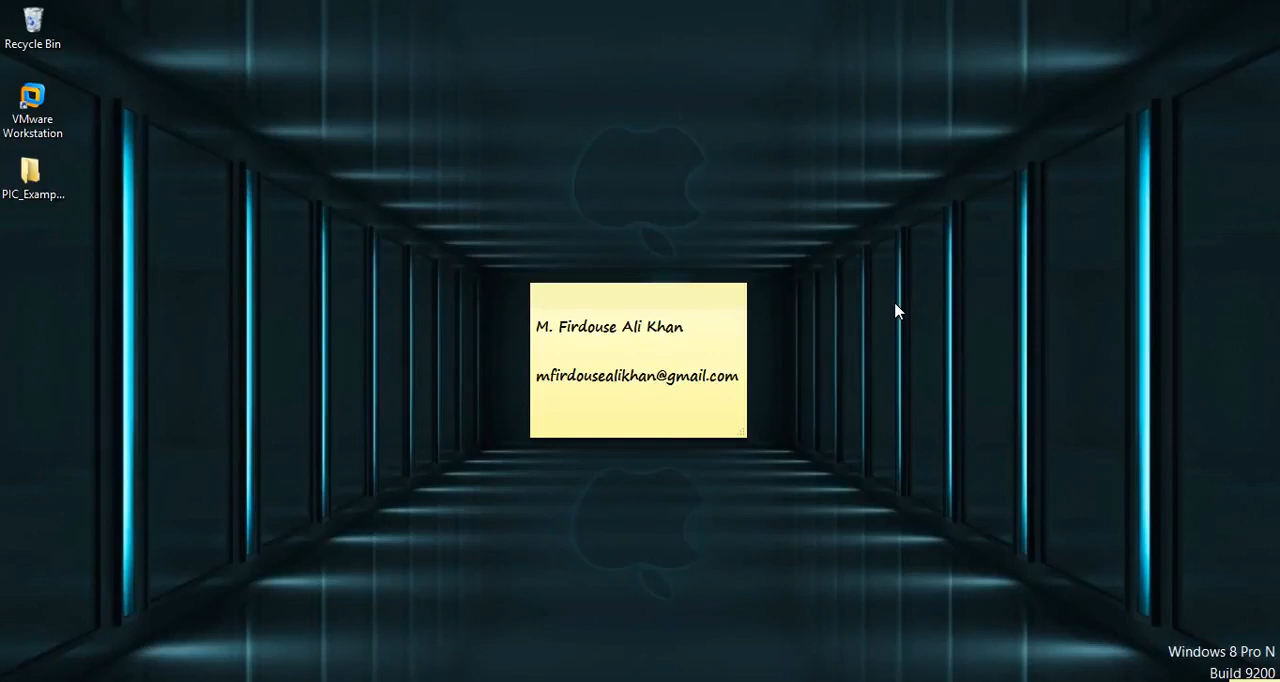 Recycle Bin
VMware
Workstation
PIC_Examp...
M. Firdouse Ali Khan
mfirdousealikhan@gmail.com
Windows 8 Pro N
Build 9200